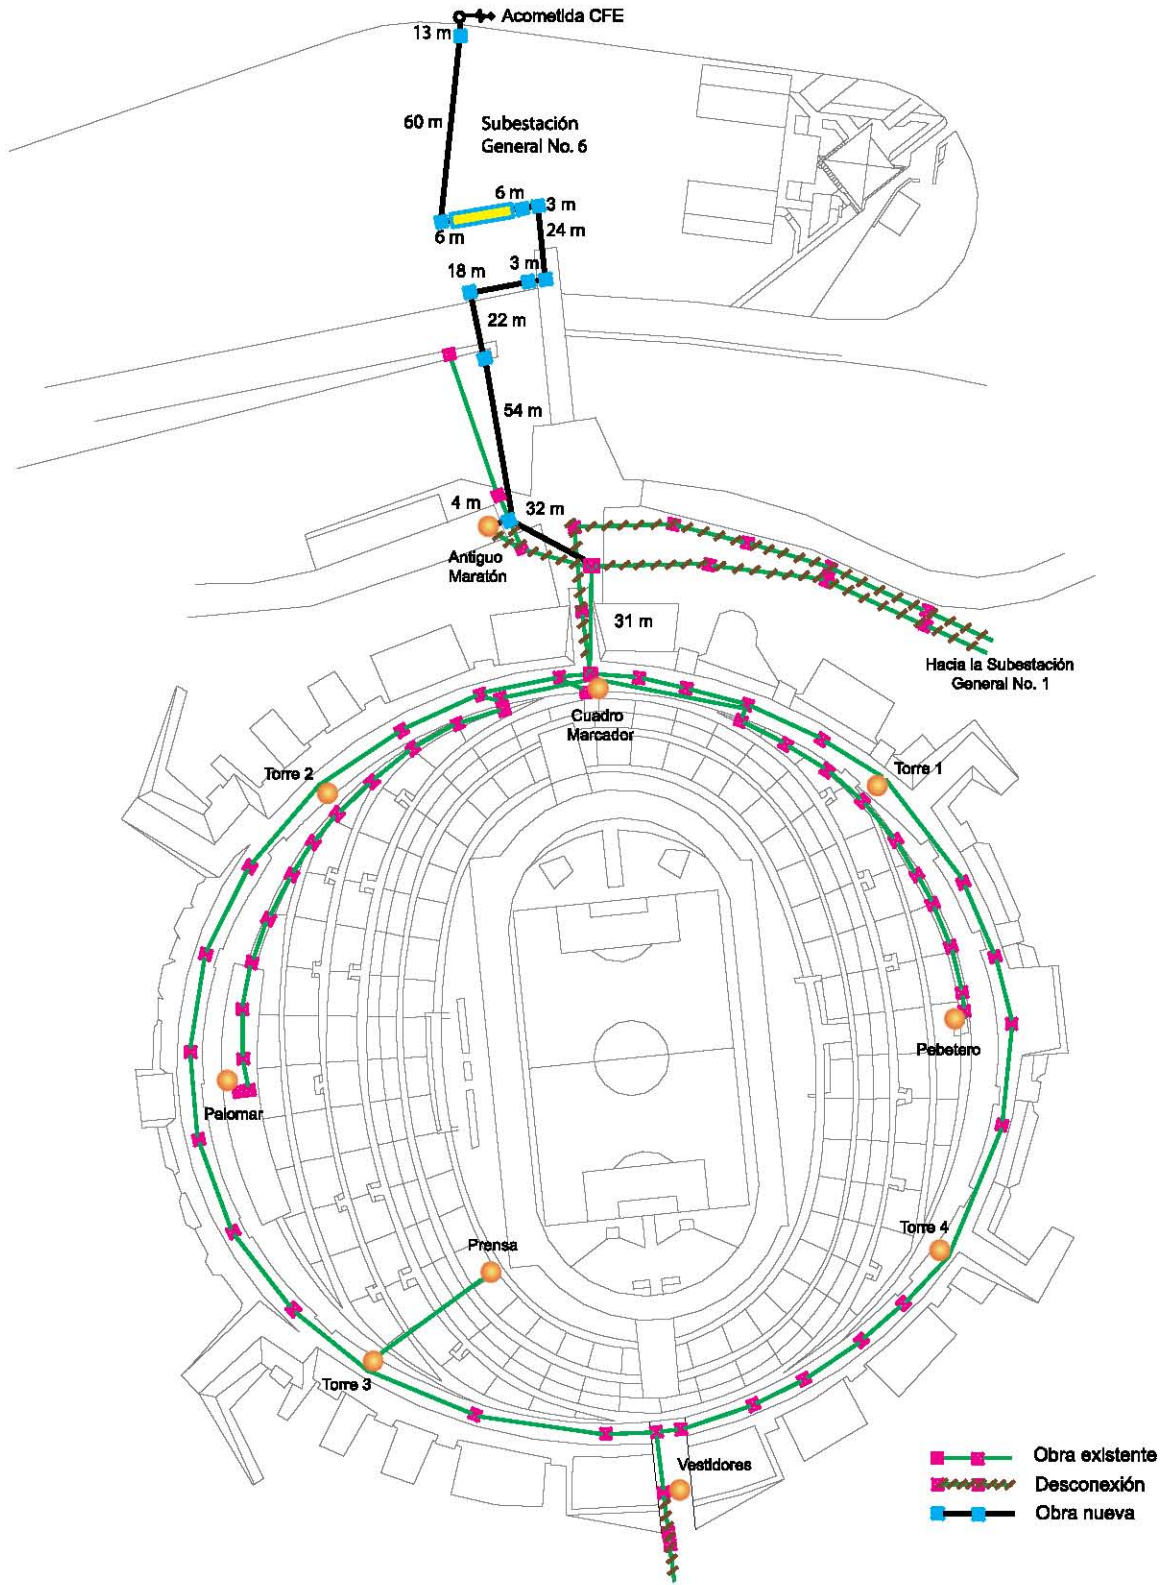 Acometida CFE
13 m
60 m
Subestación
General No. 6
6 m
3 m
6 m
24 m
3 m
18 m
22 m
54 m
4 m
32 m
Antiguo
Maratón
31 m
Hacia la Subestación
General No. 1
Cuadro
Marcador
Torre 2
Torre 1
Pebetero
Palomar
Torre 4
Prensa
Torre 3
Vestidores
Obra existente
Desconexión
Obra nueva